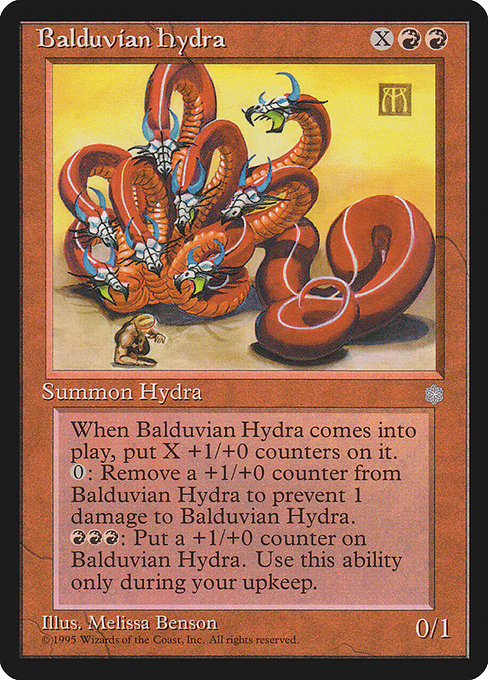 Balduvian Hydra X
Summon Hydra
When Balduvian Hydra comes into
play, put X +1/+0 counters on it.
0: Remove a +1/+0 counter from
Balduvian Hydra to prevent 1
damage to Balduvian Hydra.
: Put a +1/+0 counter on
Balduvian Hydra. Use this ability
only during your upkeep.
Illus. Melissa Benson
0/1
© 1995 Wizards of the Coast, Inc. All rights reserved.